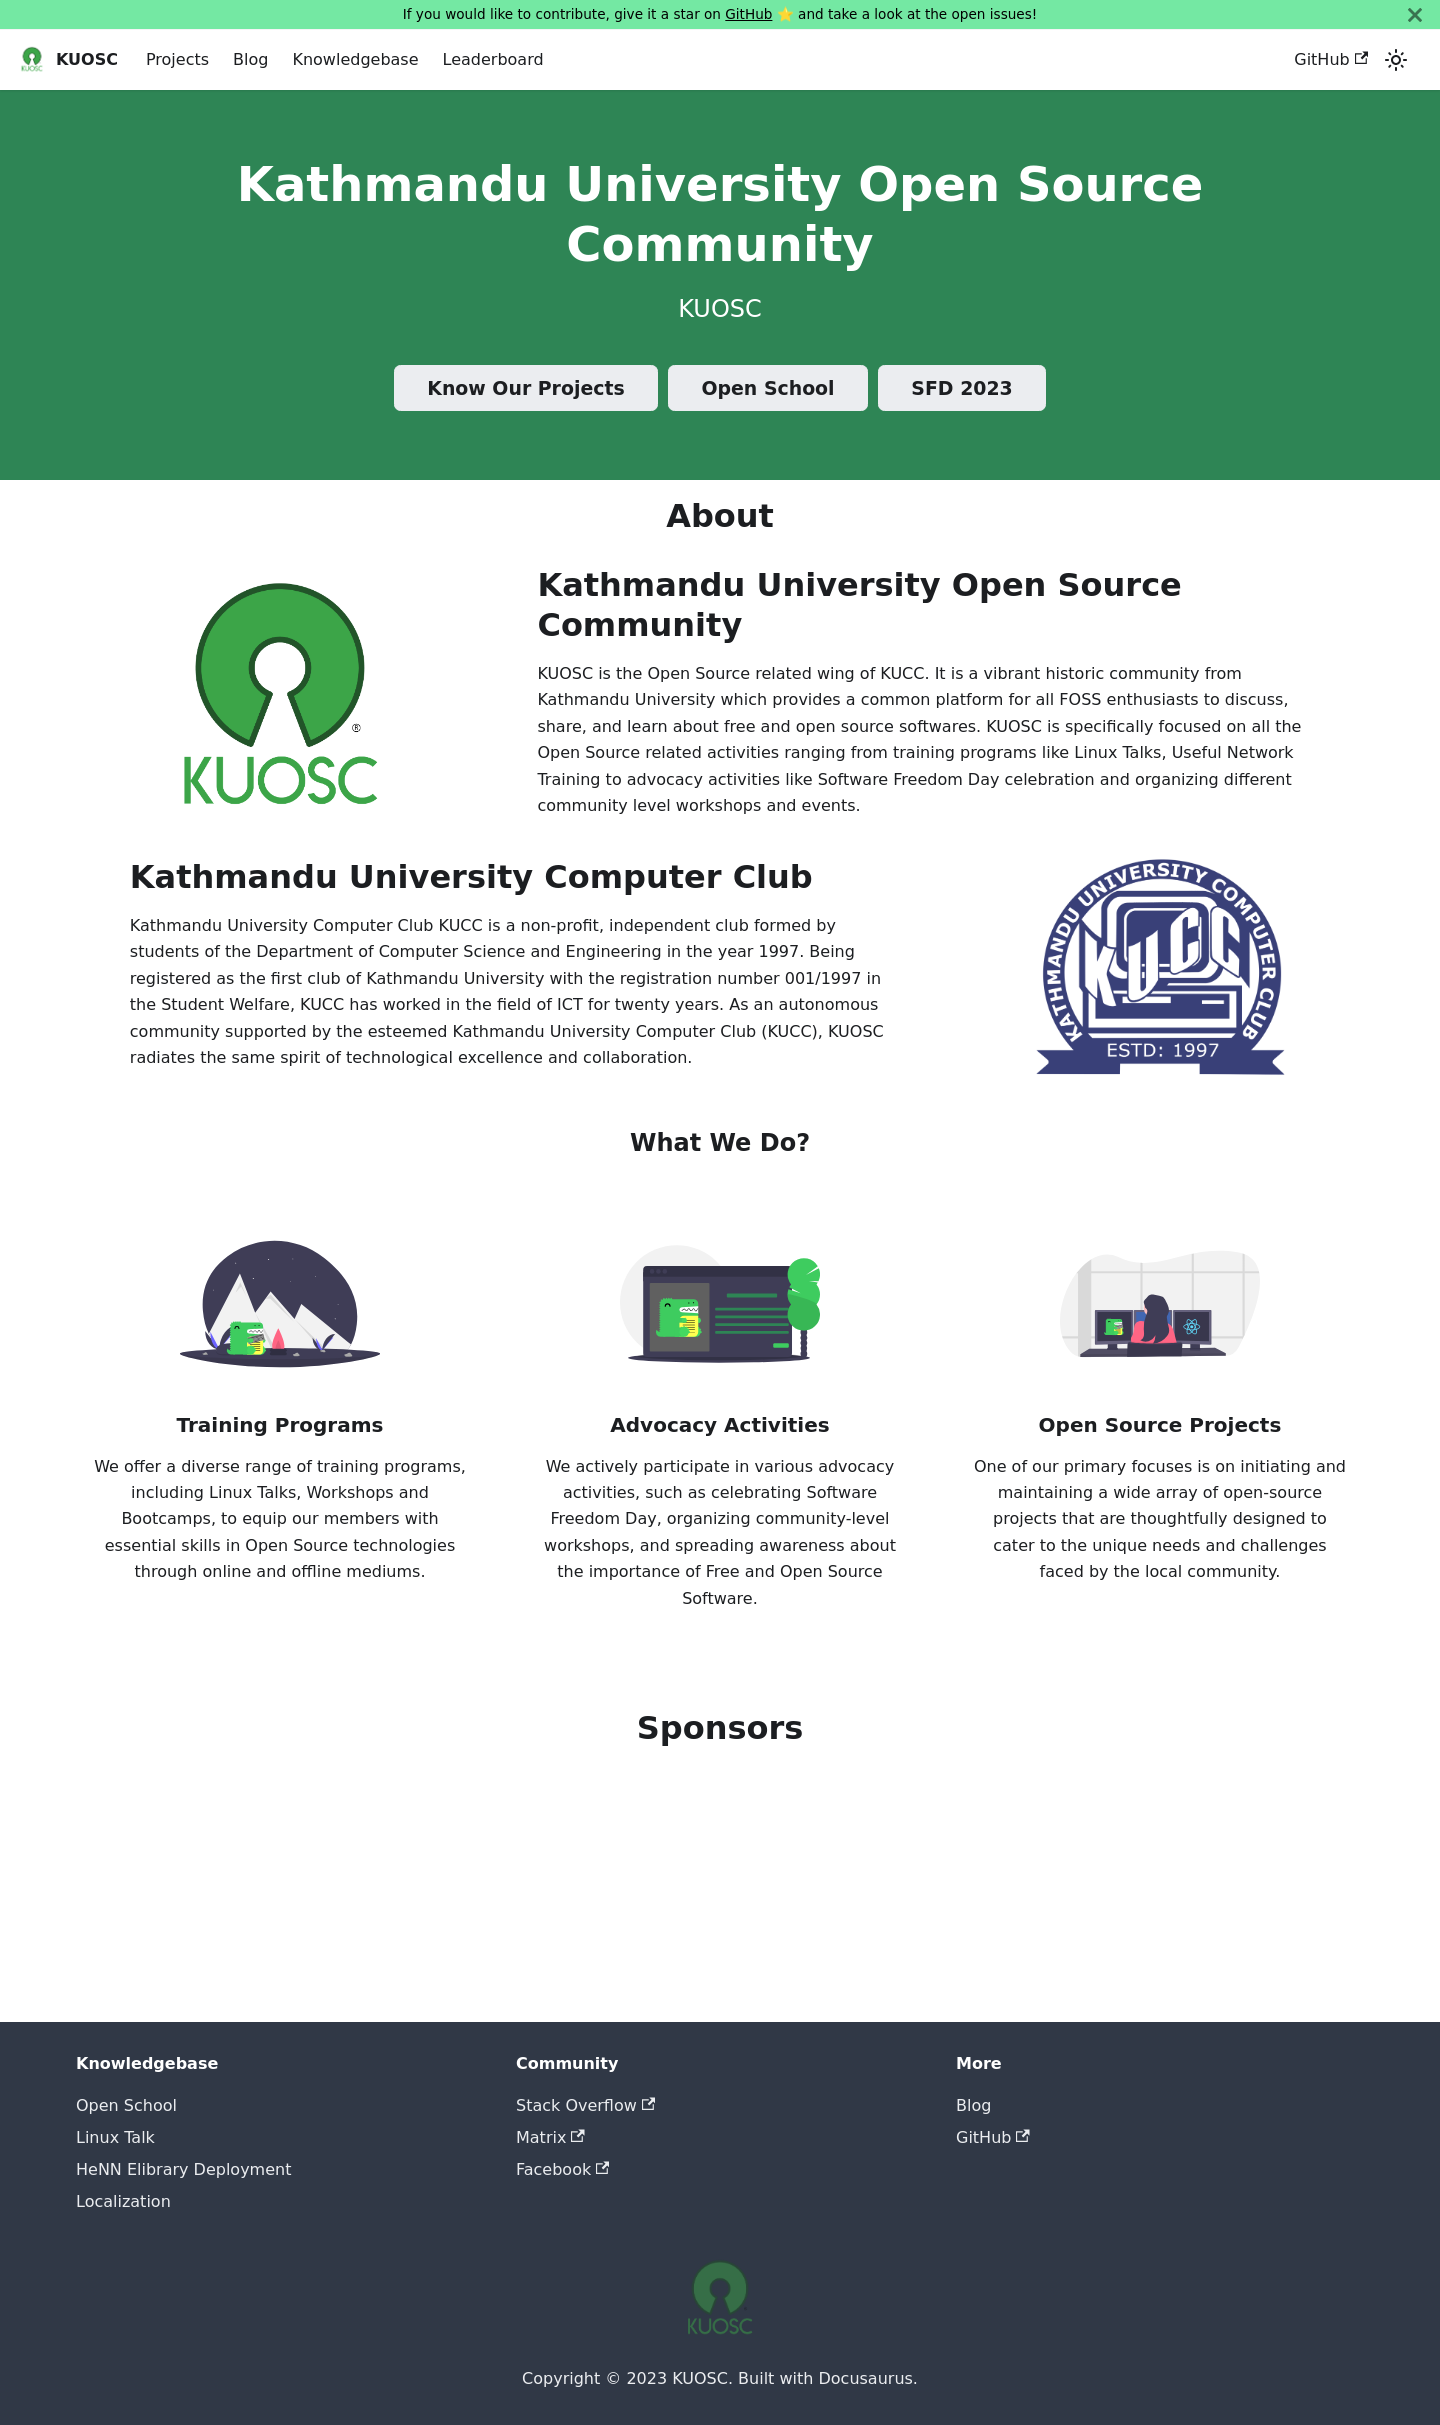 If you would like to contribute, give it a star on GitHub ⭐ and take a look at the open issues!
KUOSC
KUOSC Projects Blog Knowledgebase Leaderboard GitHub
Kathmandu University Open Source
Community
KUOSC
Know Our Projects Open School SFD 2023
About
Kathmandu University Open Source
Community
KUOSC is the Open Source related wing of KUCC. It is a vibrant historic community from
Kathmandu University which provides a common platform for all FOSS enthusiasts to discuss,
share, and learn about free and open source softwares. KUOSC is specifically focused on all the
Open Source related activities ranging from training programs like Linux Talks, Useful Network
Training to advocacy activities like Software Freedom Day celebration and organizing different
community level workshops and events.
®
KUOSC
Kathmandu University Computer Club
Kathmandu University Computer Club KUCC is a non-profit, independent club formed by
students of the Department of Computer Science and Engineering in the year 1997. Being
registered as the first club of Kathmandu University with the registration number 001/1997 in
the Student Welfare, KUCC has worked in the field of ICT for twenty years. As an autonomous
community supported by the esteemed Kathmandu University Computer Club (KUCC), KUOSC
radiates the same spirit of technological excellence and collaboration.
KATHMANDU UNIVERSITY COMPUTER CLUB
KUCC
ESTD: 1997
What We Do?
Training Programs
We offer a diverse range of training programs,
including Linux Talks, Workshops and
Bootcamps, to equip our members with
essential skills in Open Source technologies
through online and offline mediums.
Advocacy Activities
We actively participate in various advocacy
activities, such as celebrating Software
Freedom Day, organizing community-level
workshops, and spreading awareness about
the importance of Free and Open Source
Software.
Open Source Projects
One of our primary focuses is on initiating and
maintaining a wide array of open-source
projects that are thoughtfully designed to
cater to the unique needs and challenges
faced by the local community.
Sponsors
Knowledgebase
Open School
Linux Talk
HeNN Elibrary Deployment
Localization
Community
Stack Overflow
Matrix
Facebook
More
Blog
GitHub
KUOSC
Copyright © 2023 KUOSC. Built with Docusaurus.